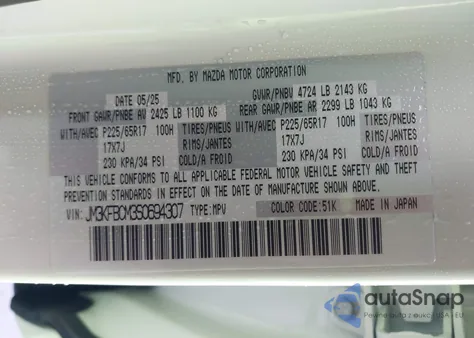 MFD. BY MAZDA MOTOR CORPORATION
DATE 05/25 GVWR/PNBV 4724 LB 2143 KG
FRONT GAWR/PNBE AV 2425 LB 1100 KG REAR GAWR/PNBE AR 2299 LB 1043 KG
WITH/AVEC P225/65R17 100H TIRES/PNEUS WITH/AVEC P225/65R17 100H TIRES/PNEUS
17X7J RIMS/JANTES 17X7J RIMS/JANTES
230 KPA/34 PSI COLD/A FROID 230 KPA/34 PSI COLD/A FROID
THIS VEHICLE CONFORMS TO ALL APPLICABLE FEDERAL MOTOR VEHICLE SAFETY AND THEFT
PREVENTION STANDARDS IN EFFECT ON THE DATE OF MANUFACTURE SHOWN ABOVE.
VIN: JM3KFBCM3S0694307 TYPE:MPV COLOR CODE:51K MADE IN JAPAN
autoSnap